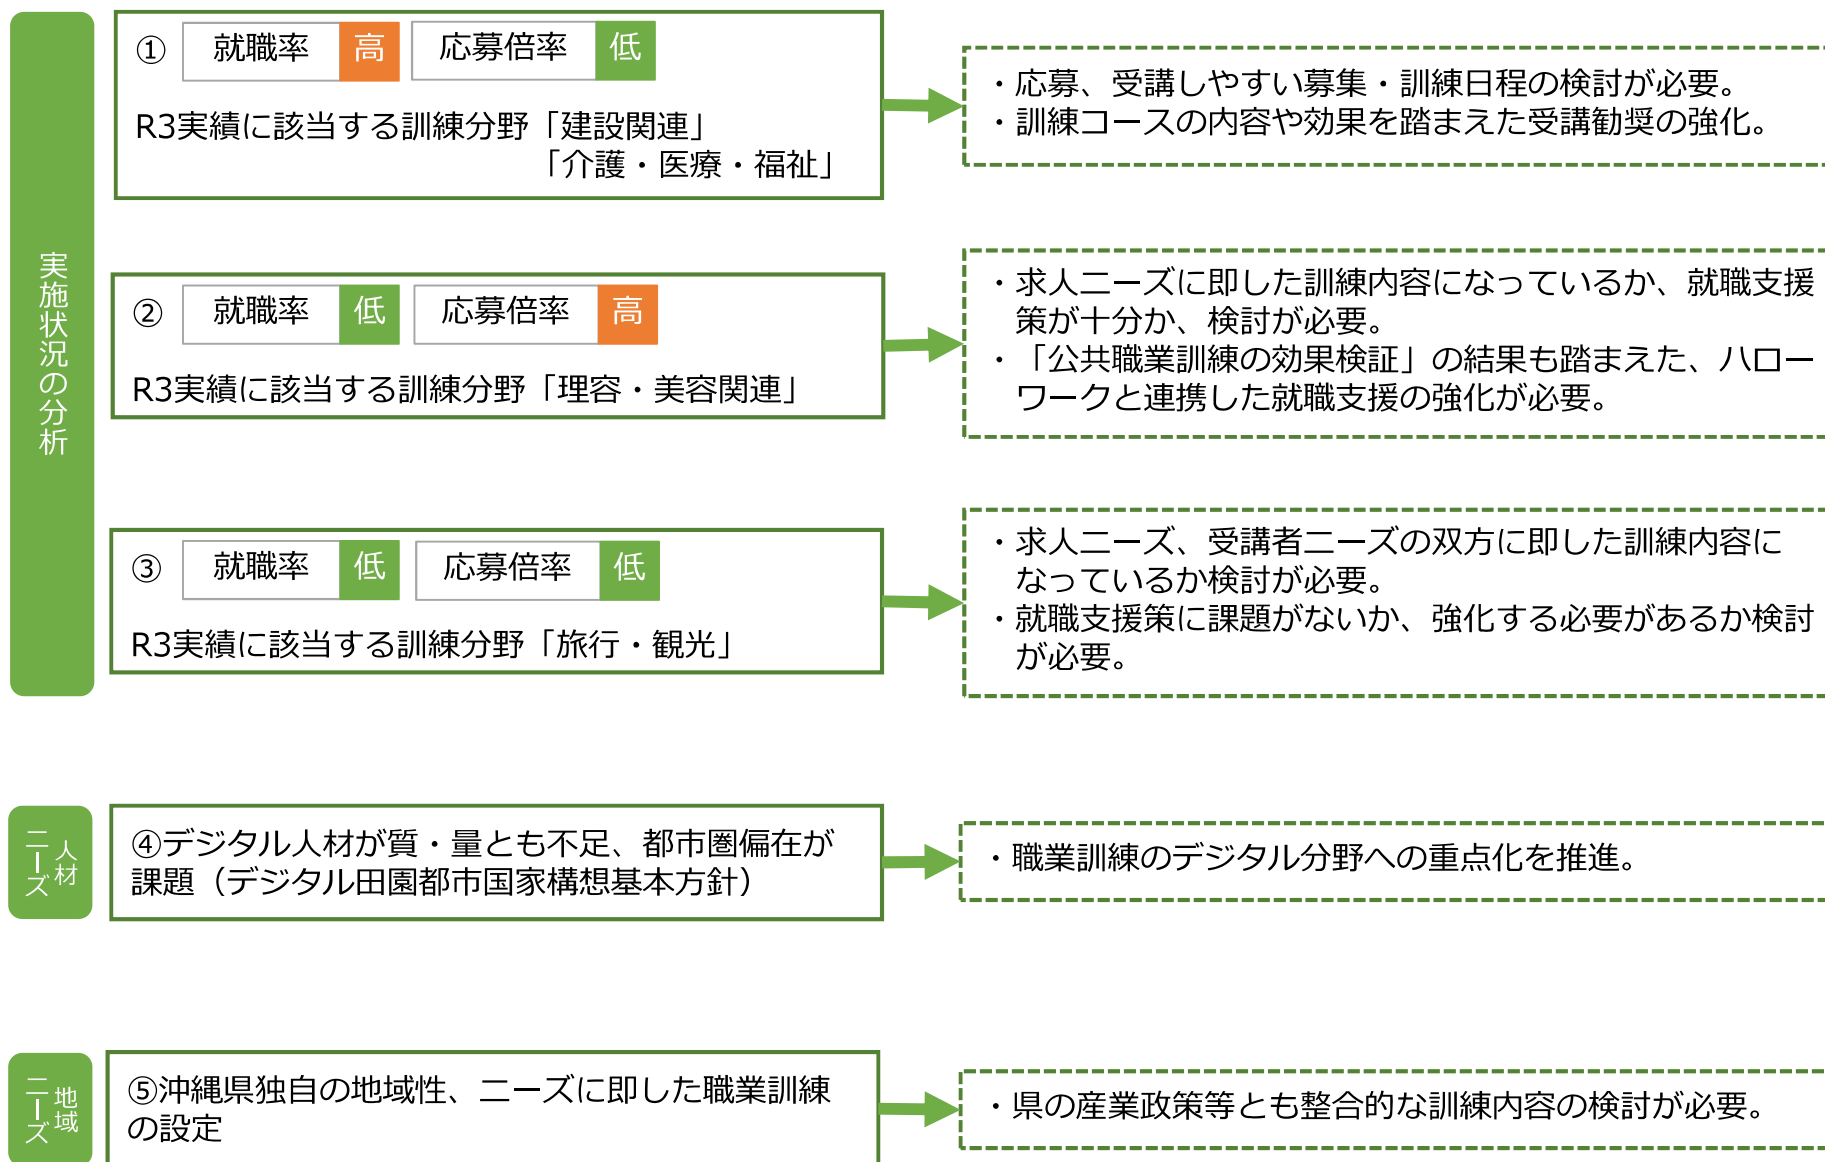 実施状況の分析
① 就職率 高 応募倍率 低
R3実績に該当する訓練分野「建設関連」
「介護・医療・福祉」
・応募、受講しやすい募集・訓練日程の検討が必要。
・訓練コースの内容や効果を踏まえた受講勧奨の強化。
② 就職率 低 応募倍率 高
R3実績に該当する訓練分野「理容・美容関連」
・求人ニーズに即した訓練内容になっているか、就職支援
策が十分か、検討が必要。
・「公共職業訓練の効果検証」の結果も踏まえた、ハロー
ワークと連携した就職支援の強化が必要。
③ 就職率 低 応募倍率 低
R3実績に該当する訓練分野「旅行・観光」
・求人ニーズ、受講者ニーズの双方に即した訓練内容に
なっているか検討が必要。
・就職支援策に課題がないか、強化する必要があるか検討
が必要。
人材
ニーズ
④デジタル人材が質・量とも不足、都市圏偏在が
課題（デジタル田園都市国家構想基本方針）
・職業訓練のデジタル分野への重点化を推進。
地域
ニーズ
⑤沖縄県独自の地域性、ニーズに即した職業訓練
の設定
・県の産業政策等とも整合的な訓練内容の検討が必要。